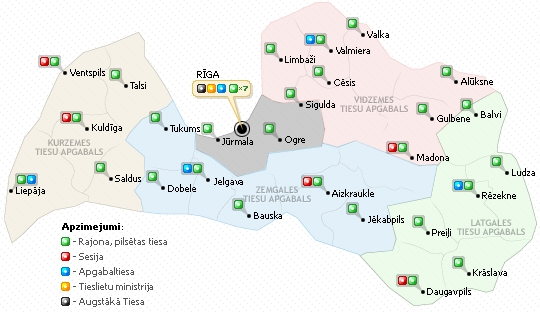 Valka
Valmiera
Limbaži
RĪGA
Ventspils
Cēsis
Talsi
Alūksne
×7
Sigulda
VIDZEMES
TIESU APGABALS
Balvi
Gulbene
Kuldīga
Tukums
Jūrmala
Ogre
KURZEMES
TIESU APGABALS
Madona
Ludza
Saldus
Jelgava
Liepāja
Dobele
ZEMGALES
TIESU APGABALS
Aizkraukle
Rēzekne
Bauska
Jēkabpils
LATGALES
TIESU APGABALS
Preiļi
Apzīmejumi:
- Rajona, pilsētas tiesa
- Sesija
- Apgabaltiesa
- Tieslietu ministrija
- Augstākā Tiesa
Krāslava
Daugavpils